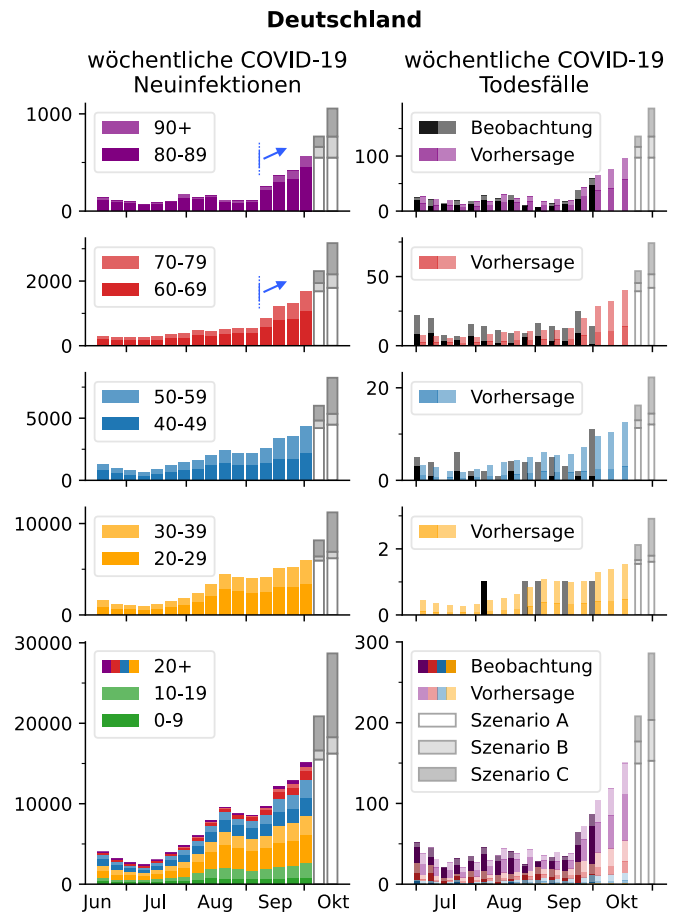 Deutschland
wöchentliche COVID-19
Neuinfektionen
wöchentliche COVID-19
Todesfälle
1000
0
90+
80-89
100
0
Beobachtung
Vorhersage
2000
0
70-79
60-69
50
0
Vorhersage
5000
0
50-59
40-49
20
0
Vorhersage
10000
0
30-39
20-29
2
0
Vorhersage
30000
20000
10000
0
20+
10-19
0-9
Jun
Jul
Aug
Sep
Okt
300
200
100
0
Beobachtung
Vorhersage
Szenario A
Szenario B
Szenario C
Jul
Aug
Sep
Okt